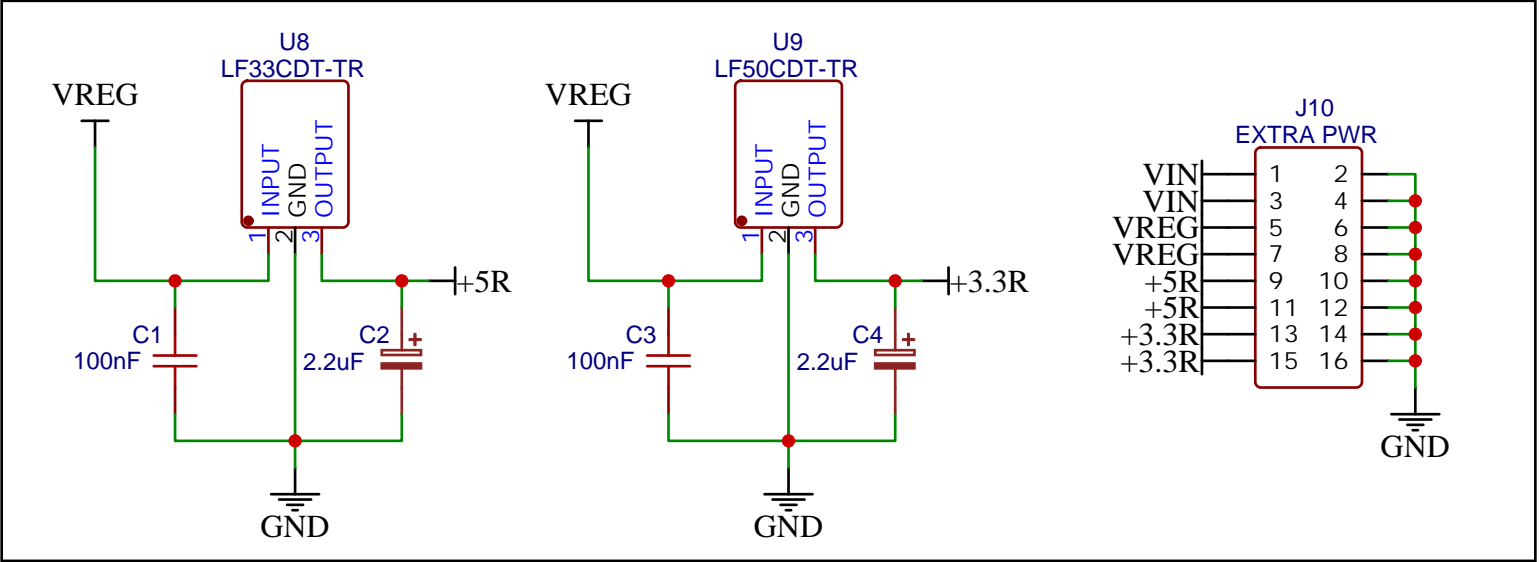 U8
LF33CDT-TR
VREG
INPUT
GND
OUTPUT
1
2
3
+5R
C1
100nF
C2
2.2uF
GND
U9
LF50CDT-TR
VREG
INPUT
GND
OUTPUT
1
2
3
+3.3R
C3
100nF
C4
2.2uF
GND
J10
EXTRA PWR
VIN 1 2
VIN 3 4
VREG 5 6
VREG 7 8
+5R 9 10
+5R 11 12
+3.3R 13 14
+3.3R 15 16
GND